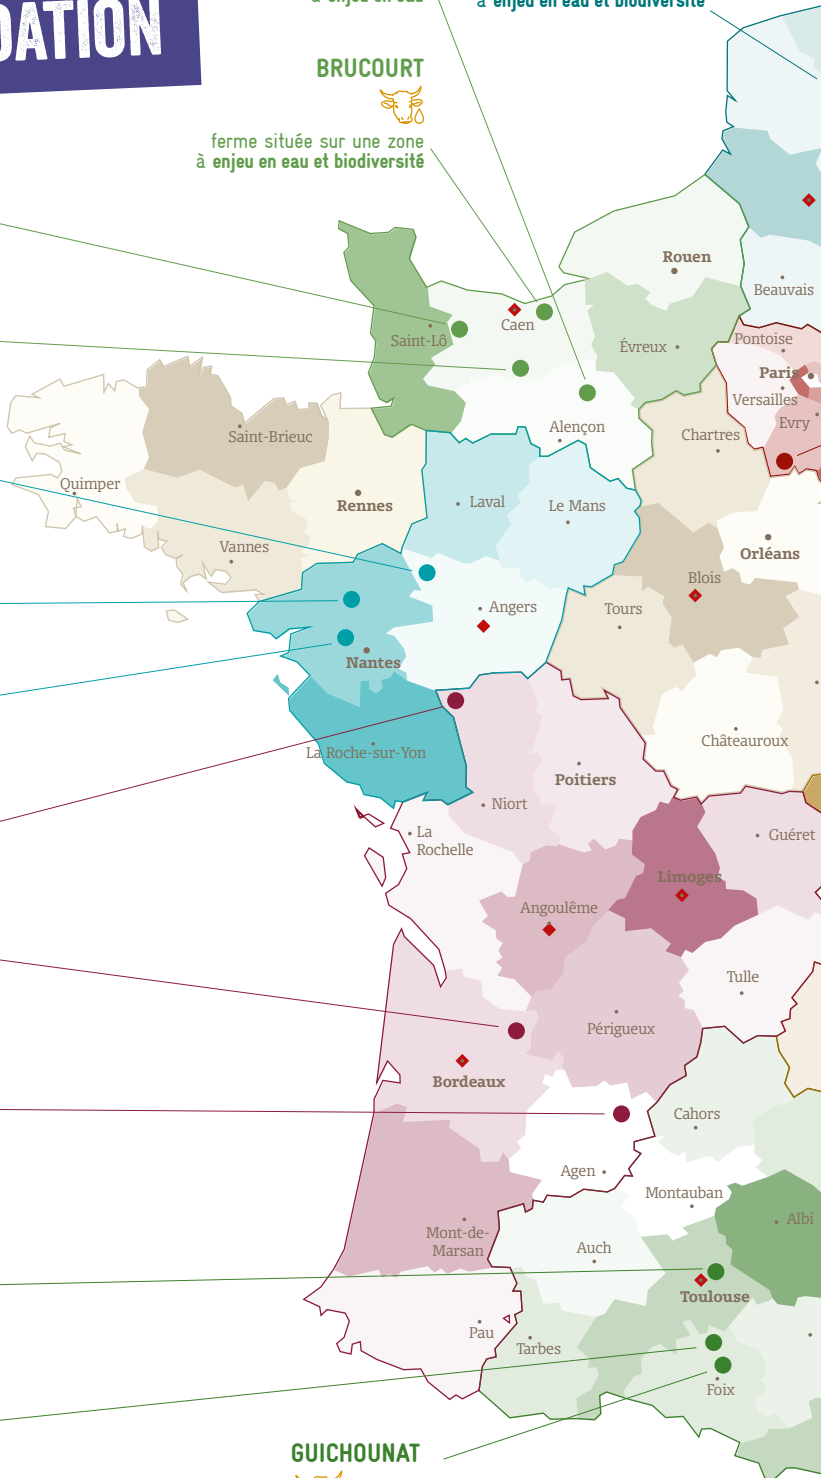 DATION
à enjeu en eau
à enjeu en eau et biodiversité
BRUCOURT
ferme située sur une zone
à enjeu en eau et biodiversité
Rouen
Beauvais
Caen
Saint-Lô
Évreux
Pontoise
Paris
Versailles
Evry
Alençon
Chartres
Saint-Brieuc
Quimper
Rennes
Laval
Le Mans
Orléans
Vannes
Blois
Angers
Tours
Nantes
Châteauroux
La Roche-sur-Yon
Poitiers
Niort
La
Rochelle
Guéret
Limoges
Angoulême
Tulle
Périgueux
Bordeaux
Cahors
Agen
Montauban
Albi
Mont-de-
Marsan
Auch
Toulouse
Pau
Tarbes
Foix
GUICHOUNAT